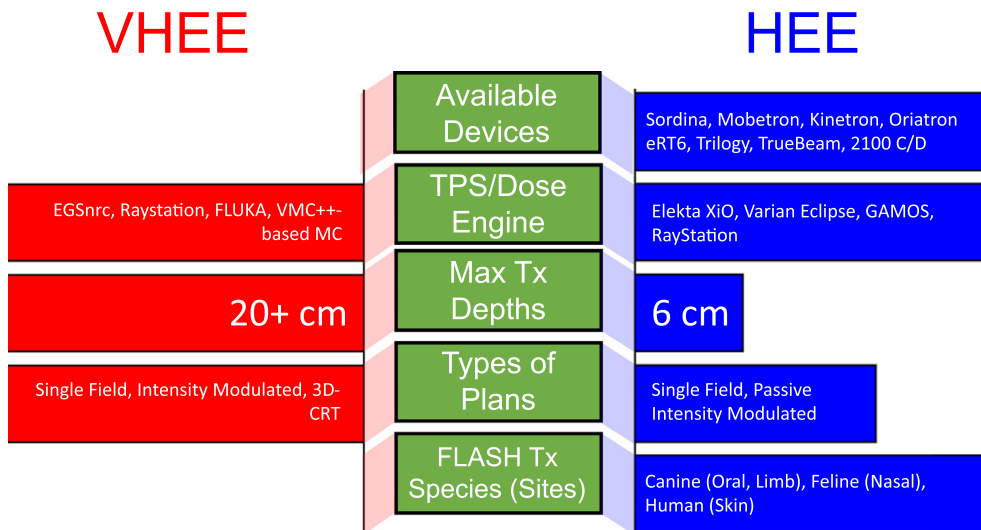 VHEE
HEE
Available
Devices
Sordina, Mobetron, Kinetron, Oriatron
eRT6, Trilogy, TrueBeam, 2100 C/D
EGSnrc, Raystation, FLUKA, VMC++-
based MC
TPS/Dose
Engine
Elekta XiO, Varian Eclipse, GAMOS,
RayStation
20+ cm
Max Tx
Depths
6 cm
Single Field, Intensity Modulated, 3D-
CRT
Types of
Plans
Single Field, Passive
Intensity Modulated
FLASH Tx
Species (Sites)
Canine (Oral, Limb), Feline (Nasal),
Human (Skin)